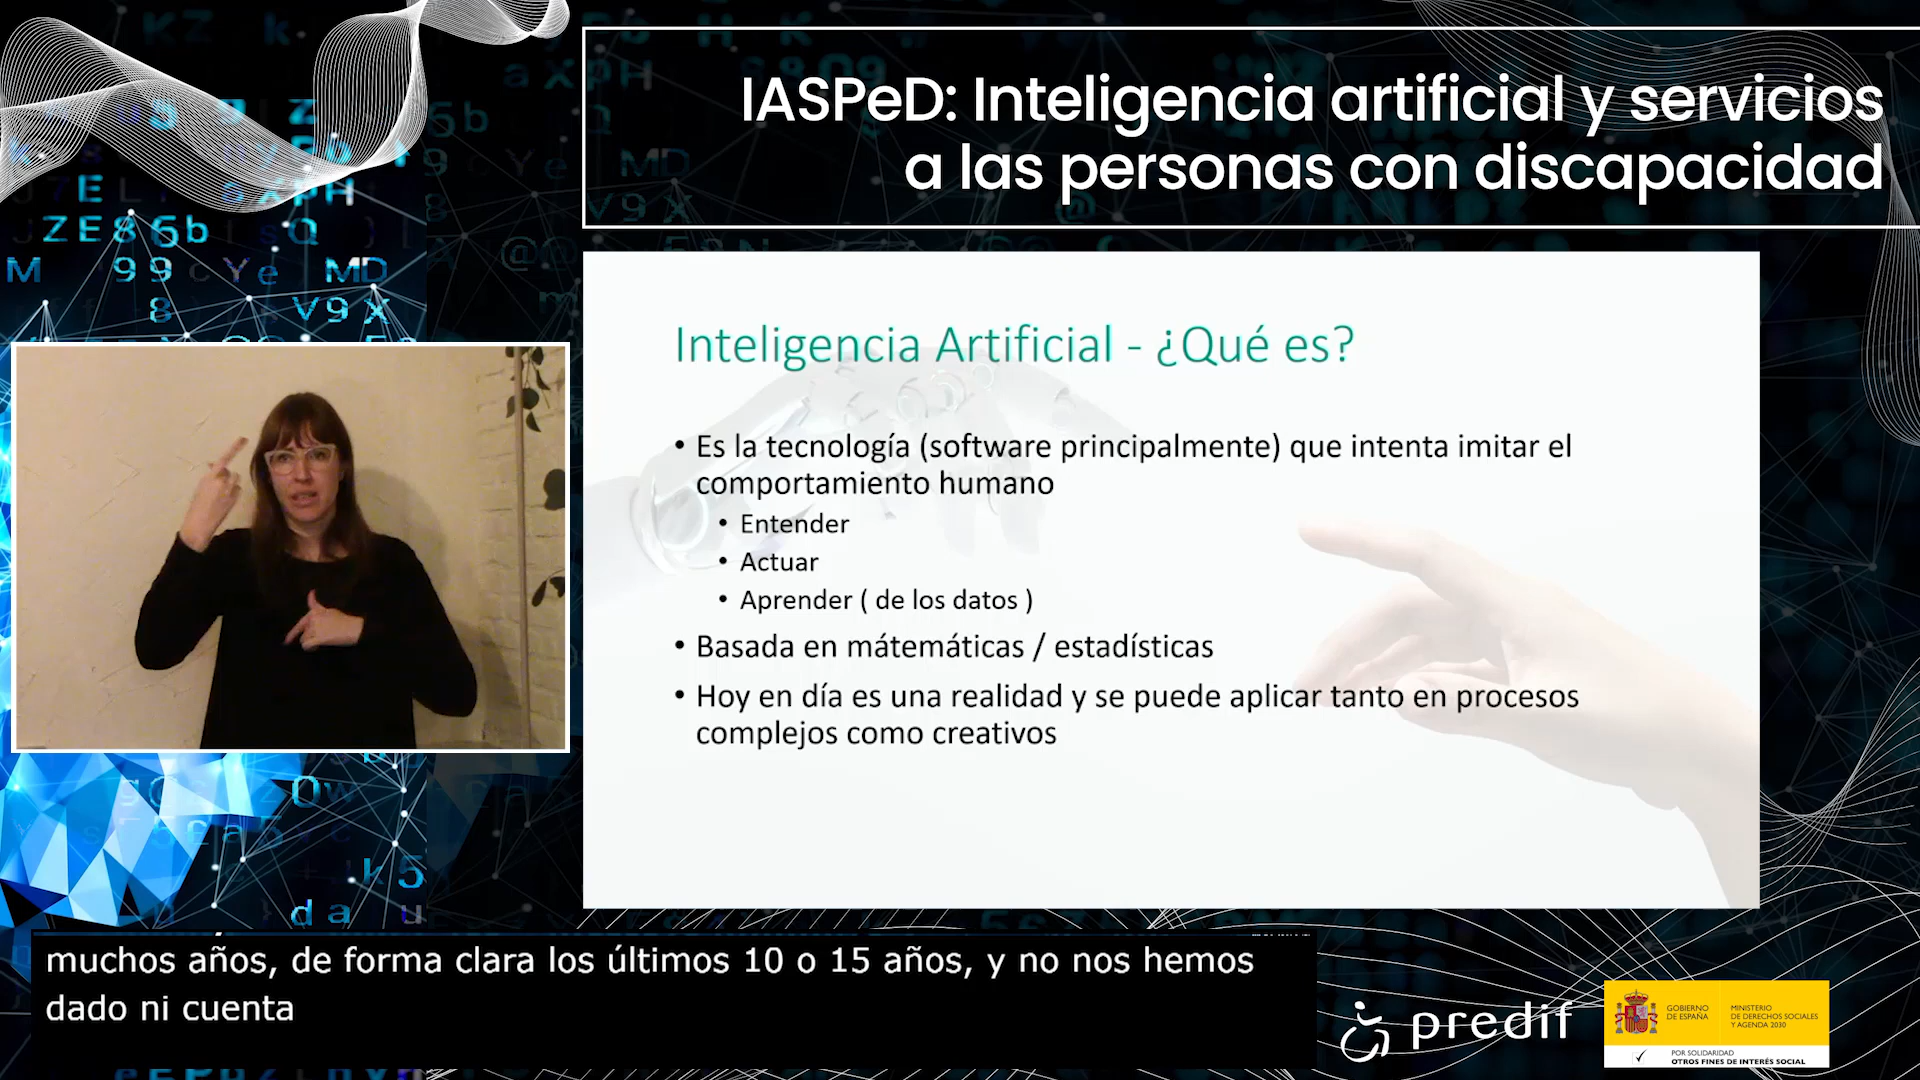 IASPeD: Inteligencia artificial y servicios
a las personas con discapacidad
Inteligencia Artificial - ¿Qué es?
• Es la tecnología (software principalmente) que intenta imitar el
comportamiento humano
• Entender
• Actuar
• Aprender ( de los datos )
• Basada en mátemáticas / estadísticas
• Hoy en día es una realidad y se puede aplicar tanto en procesos
complejos como creativos
muchos años, de forma clara los últimos 10 o 15 años, y no nos hemos
dado ni cuenta
predif
GOBIERNO
DE ESPAÑA
MINISTERIO
DE DERECHOS SOCIALES
Y AGENDA 2030
POR SOLIDARIDAD
OTROS FINES DE INTERÉS SOCIAL